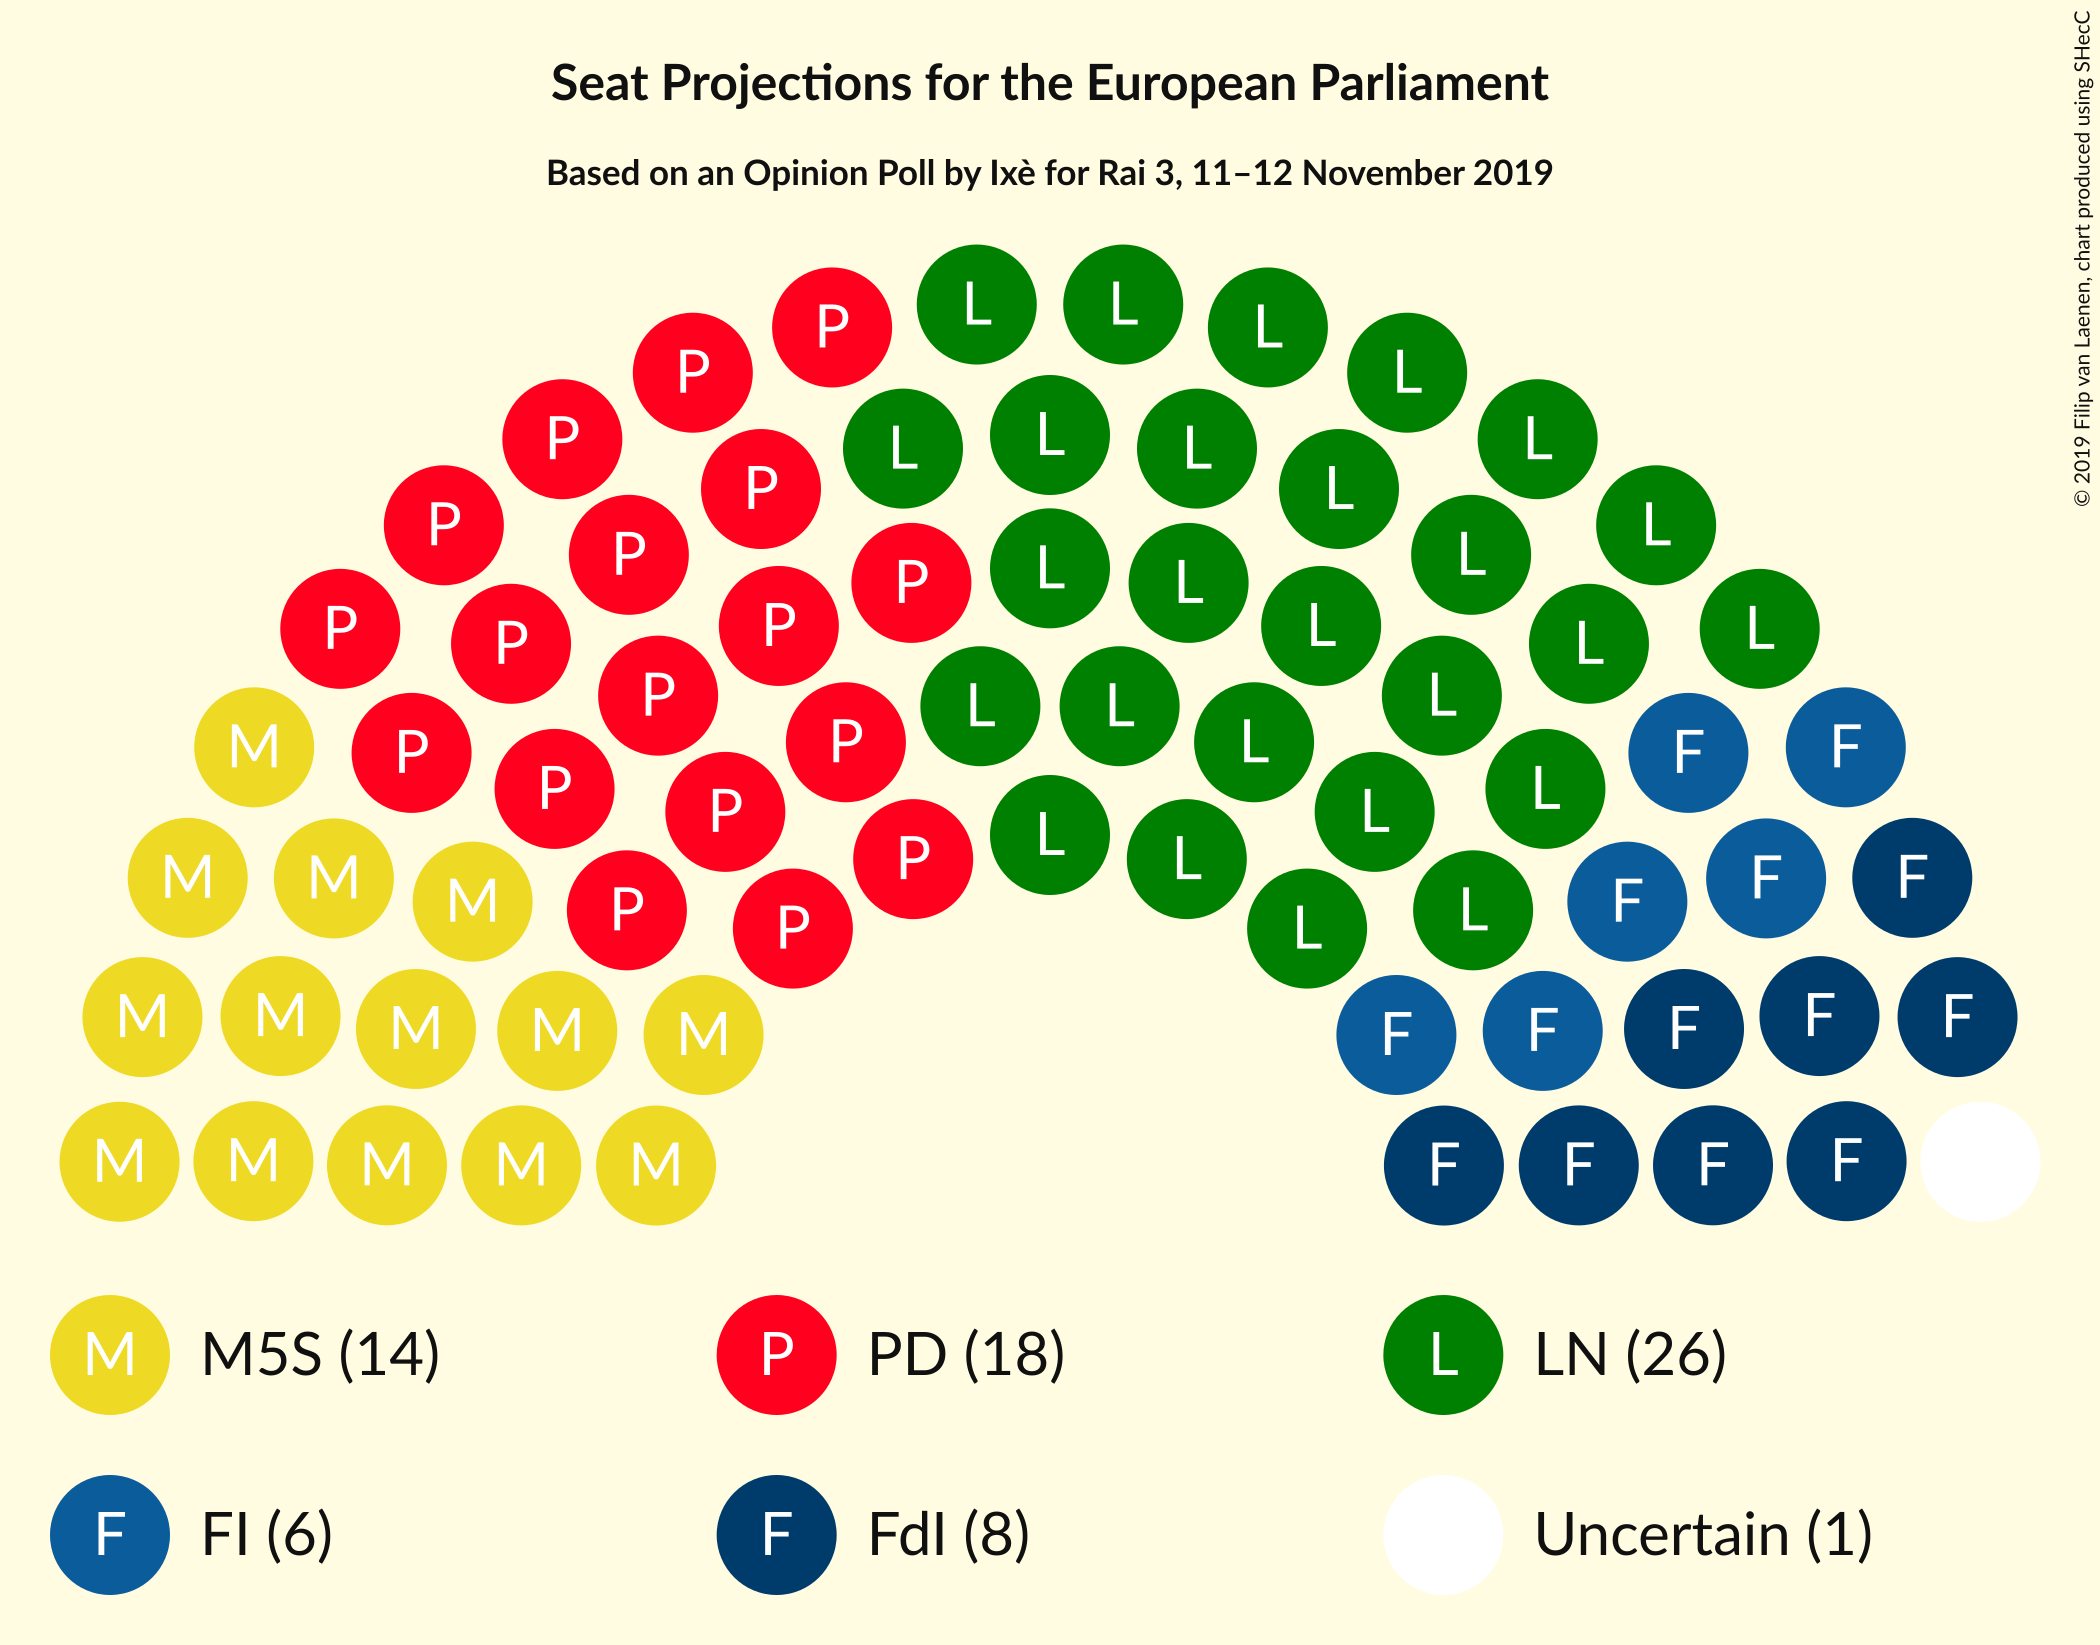 Seat Projections for the European Parliament
Based on an Opinion Poll by Ixè for Rai 3, 11–12 November 2019
© 2019 Filip van Laenen, chart produced using SHecC
L L
P L
P L
P L
L
P L L
P L
P L
P L
L
P L
P L
P L
P L
P L
L L
P L
M F
P F
P L
P L
L
P L
M M F F
M F
P L
P L
M M F F
M M F F
M F
M F
M M F F
M M M F F F
M M M F F
M5S (14)
P PD (18)
L LN (26)
F FI (6)
F FdI (8)
Uncertain (1)